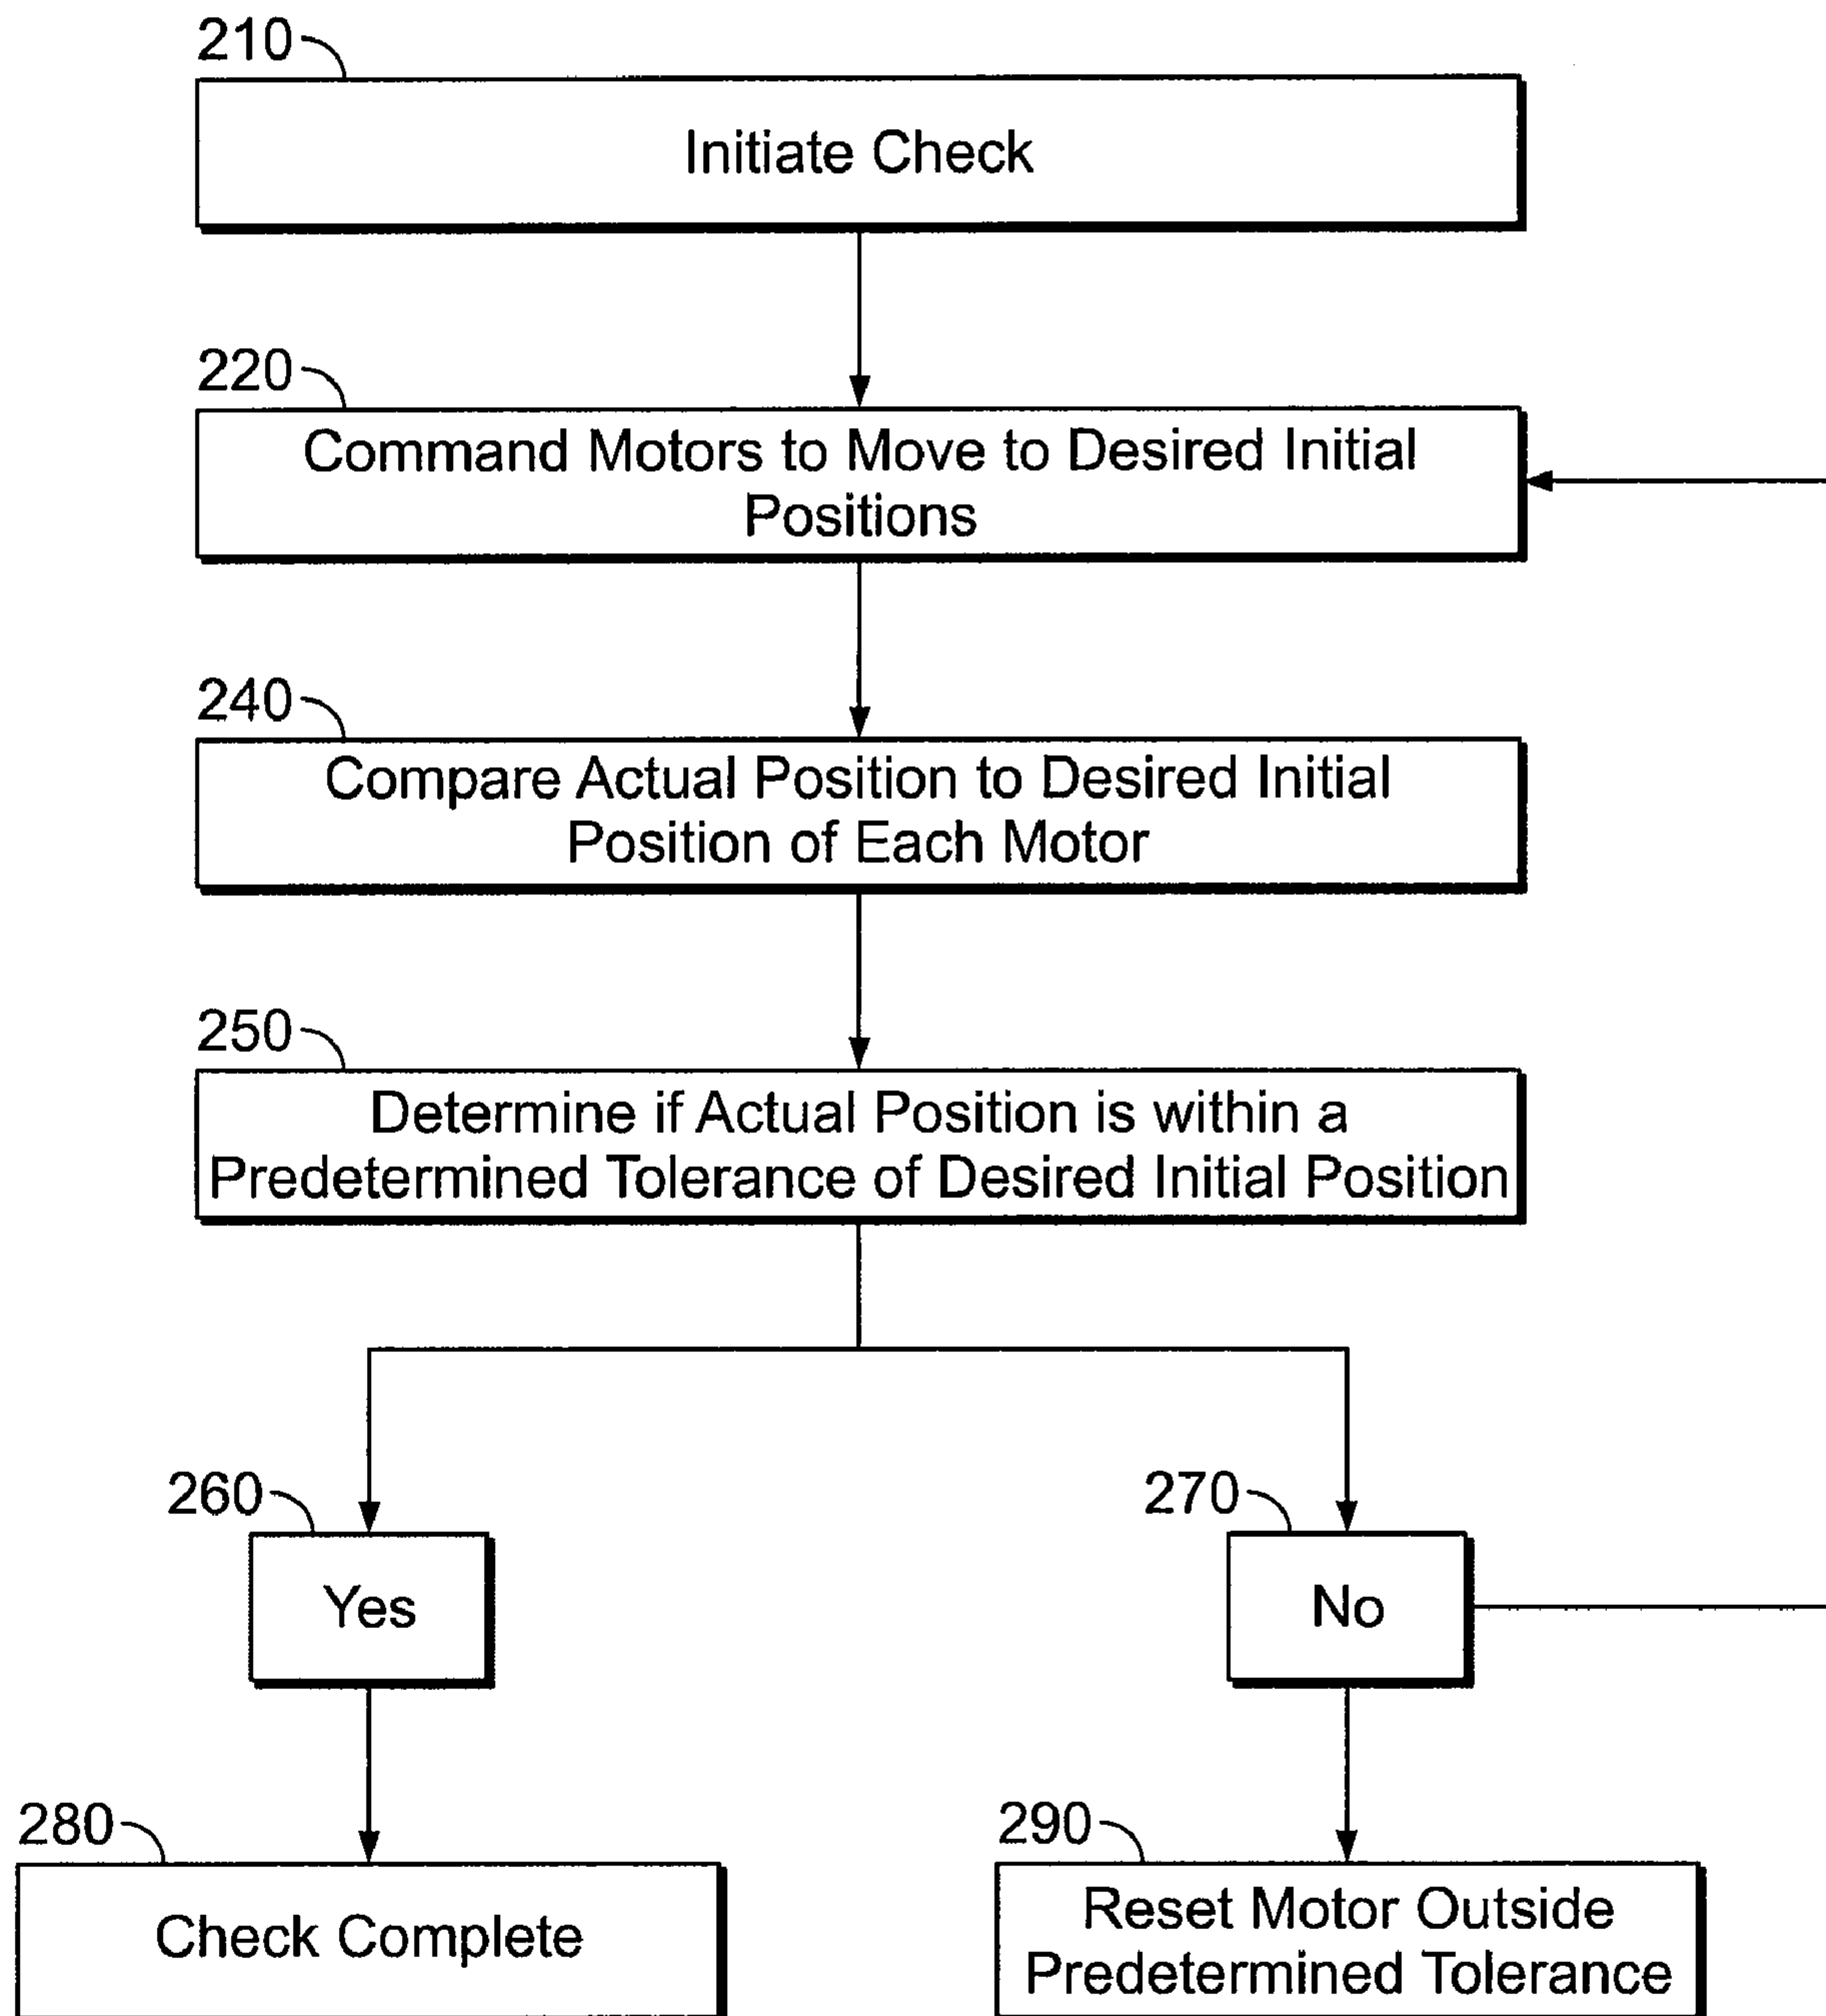 210
Initiate Check
220
Command Motors to Move to Desired Initial
Positions
240
Compare Actual Position to Desired Initial
Position of Each Motor
250
Determine if Actual Position is within a
Predetermined Tolerance of Desired Initial Position
260
Yes
270
No
280
Check Complete
290
Reset Motor Outside
Predetermined Tolerance